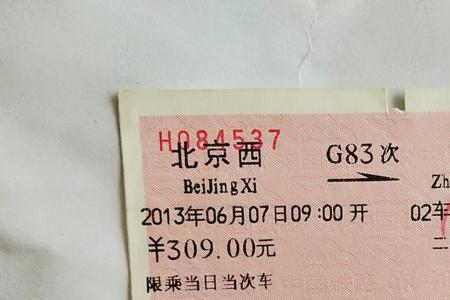 H084537
北京西 G83次
BeiJingXi Zh
2013年06月07日09:00开 02车
¥309.00元 二
限乘当日当次车